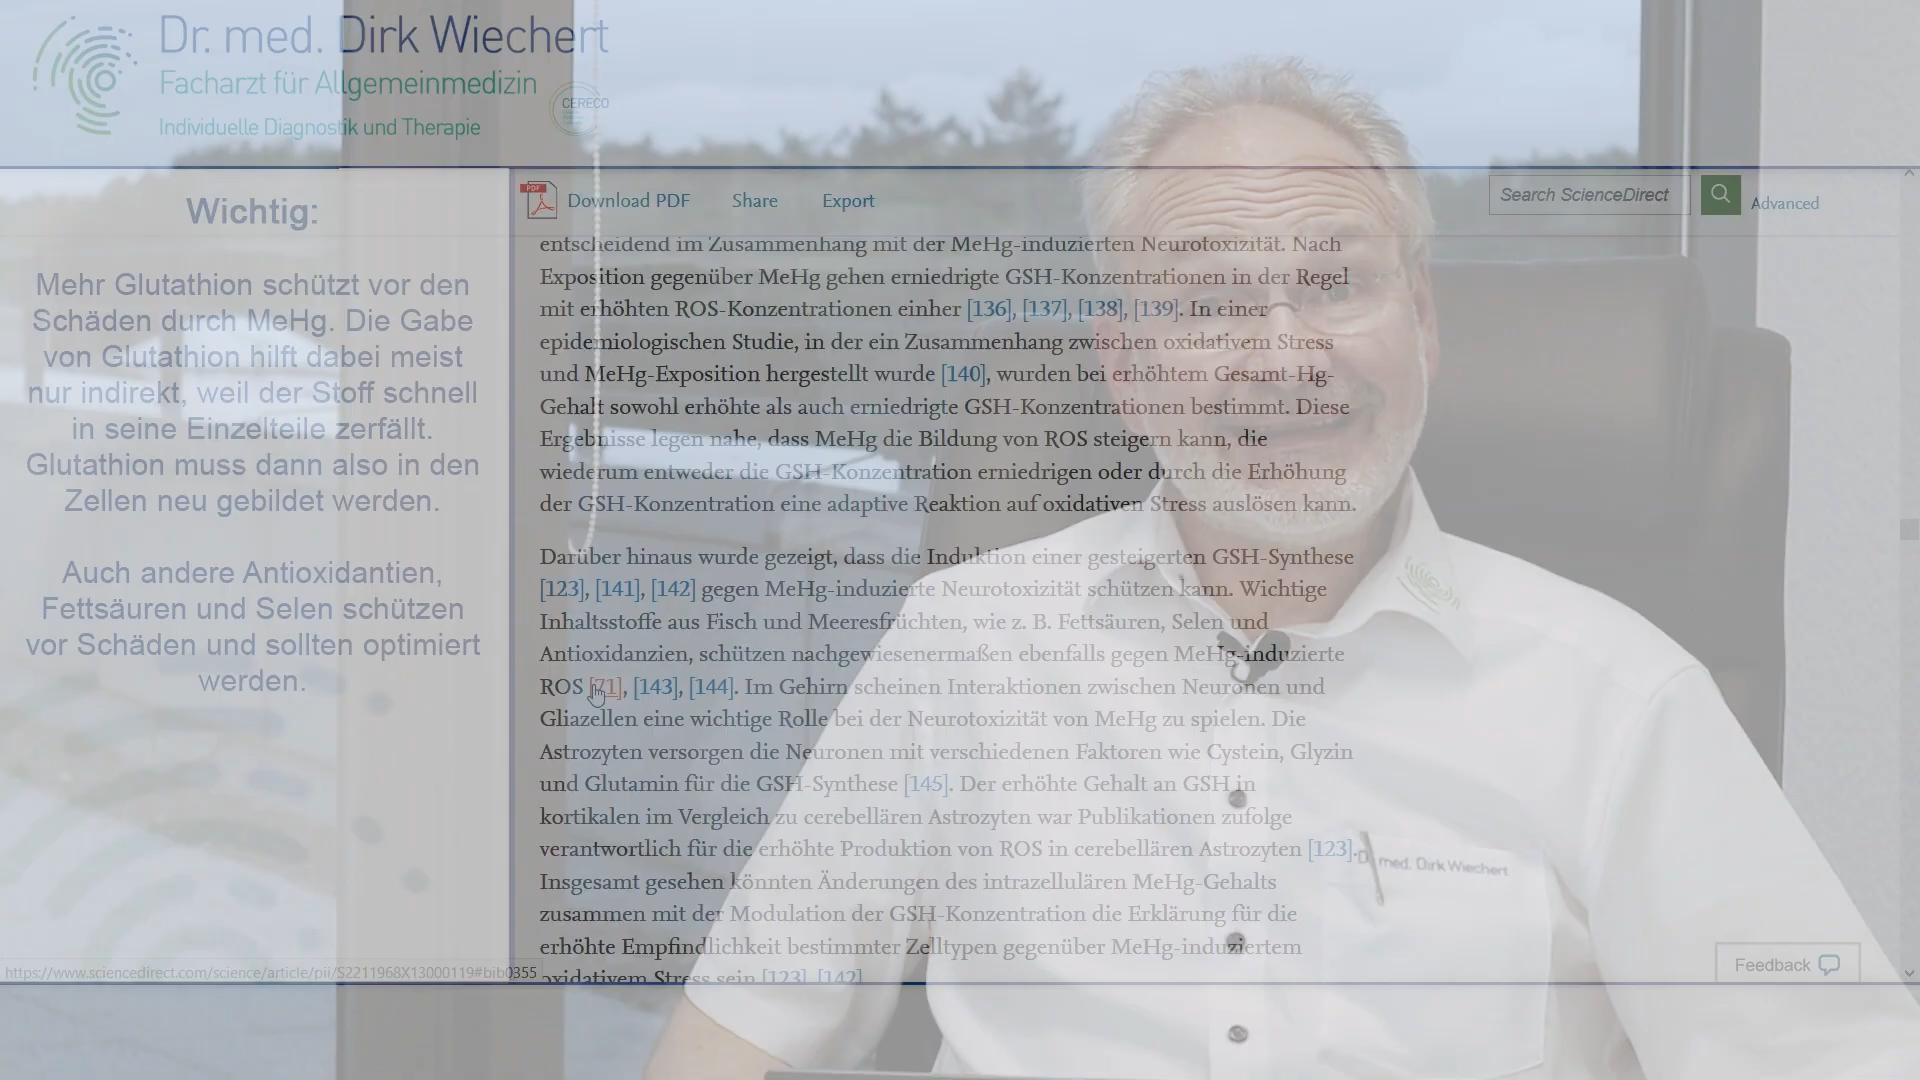 Dr. med. Dirk Wiechert
Facharzt für Allgemeinmedizin
Individuelle Diagnostik und Therapie
CERECO
Wichtig:
Mehr Glutathion schützt vor den
Schäden durch MeHg. Die Gabe
von Glutathion hilft dabei meist
nur indirekt, weil der Stoff schnell
in seine Einzelteile zerfällt.
Glutathion muss dann also in den
Zellen neu gebildet werden.
Auch andere Antioxidantien,
Fettsäuren und Selen schützen
vor Schäden und sollten optimiert
werden.
https://www.sciencedirect.com/science/article/pii/S2211968X13000119#bib0355
PDF
Download PDF Share Export
Search ScienceDirect
Advanced
entscheidend im Zusammenhang mit der MeHg-induzierten Neurotoxizität. Nach
Exposition gegenüber MeHg gehen erniedrigte GSH-Konzentrationen in der Regel
mit erhöhten ROS-Konzentrationen einher [136], [137], [138], [139]. In einer
epidemiologischen Studie, in der ein Zusammenhang zwischen oxidativem Stress
und MeHg-Exposition hergestellt wurde [140], wurden bei erhöhtem Gesamt-Hg-
Gehalt sowohl erhöhte als auch erniedrigte GSH-Konzentrationen bestimmt. Diese
Ergebnisse legen nahe, dass MeHg die Bildung von ROS steigern kann, die
wiederum entweder die GSH-Konzentration erniedrigen oder durch die Erhöhung
der GSH-Konzentration eine adaptive Reaktion auf oxidativen Stress auslösen kann.
Darüber hinaus wurde gezeigt, dass die Induktion einer gesteigerten GSH-Synthese
[123], [141], [142] gegen MeHg-induzierte Neurotoxizität schützen kann. Wichtige
Inhaltsstoffe aus Fisch und Meeresfrüchten, wie z. B. Fettsäuren, Selen und
Antioxidanzien, schützen nachgewiesenermaßen ebenfalls gegen MeHg-induzierte
ROS [71], [143], [144]. Im Gehirn scheinen Interaktionen zwischen Neuronen und
Gliazellen eine wichtige Rolle bei der Neurotoxizität von MeHg zu spielen. Die
Astrozyten versorgen die Neuronen mit verschiedenen Faktoren wie Cystein, Glyzin
und Glutamin für die GSH-Synthese [145]. Der erhöhte Gehalt an GSH in
kortikalen im Vergleich zu cerebellären Astrozyten war Publikationen zufolge
verantwortlich für die erhöhte Produktion von ROS in cerebellären Astrozyten [123].
Insgesamt gesehen könnten Änderungen des intrazellulären MeHg-Gehalts
zusammen mit der Modulation der GSH-Konzentration die Erklärung für die
erhöhte Empfindlichkeit bestimmter Zelltypen gegenüber MeHg-induziertem
oxidativem Stress sein [123], [142]
med. Dirk Wiechert
Feedback